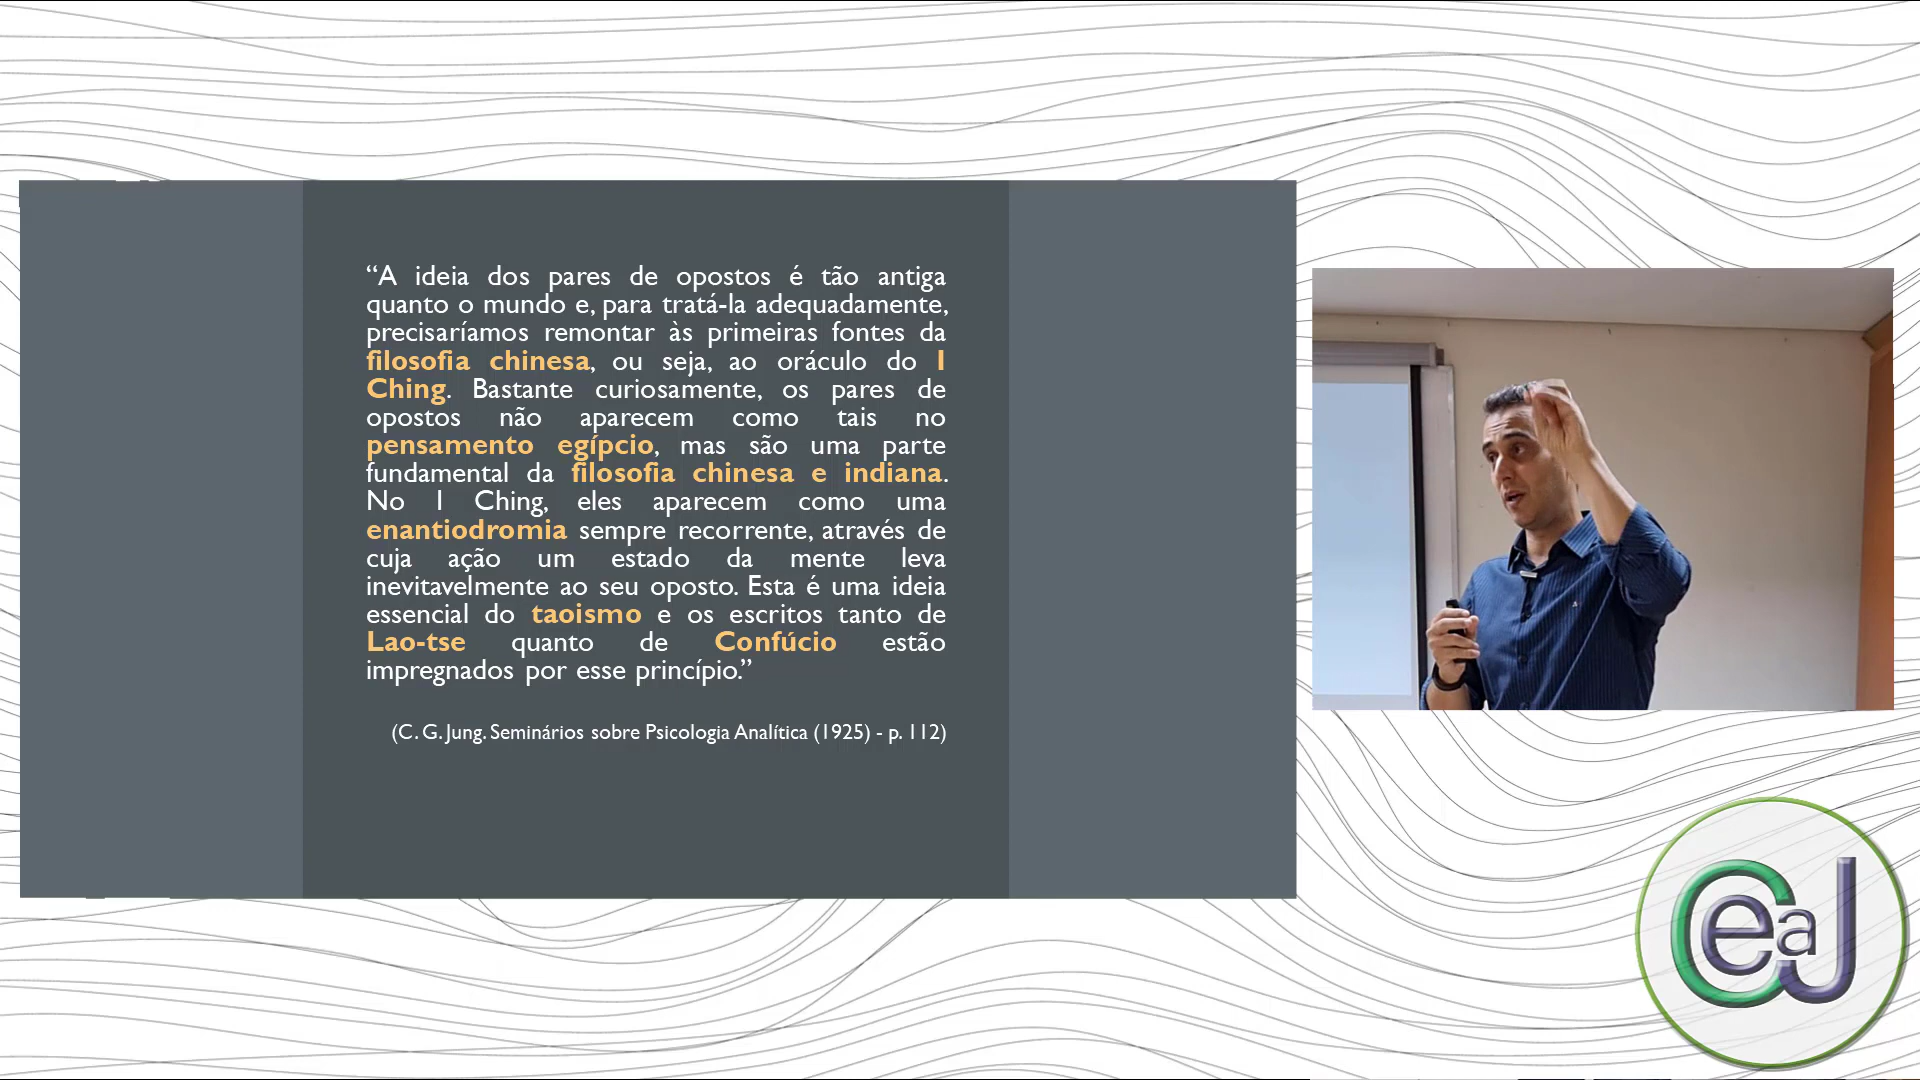 “A ideia dos pares de opostos é tão antiga
quanto o mundo e, para tratá-la adequadamente,
precisaríamos remontar às primeiras fontes da
filosofia chinesa, ou seja, ao oráculo do I
Ching. Bastante curiosamente, os pares de
opostos não aparecem como tais no
pensamento egípcio, mas são uma parte
fundamental da filosofia chinesa e indiana.
No I Ching, eles aparecem como uma
enantiodromia sempre recorrente, através de
cuja ação um estado da mente leva
inevitavelmente ao seu oposto. Esta é uma ideia
essencial do taoismo e os escritos tanto de
Lao-tse quanto de Confúcio estão
impregnados por esse princípio.”
(C. G. Jung. Seminários sobre Psicologia Analítica (1925) - p. 112)
CeaJ